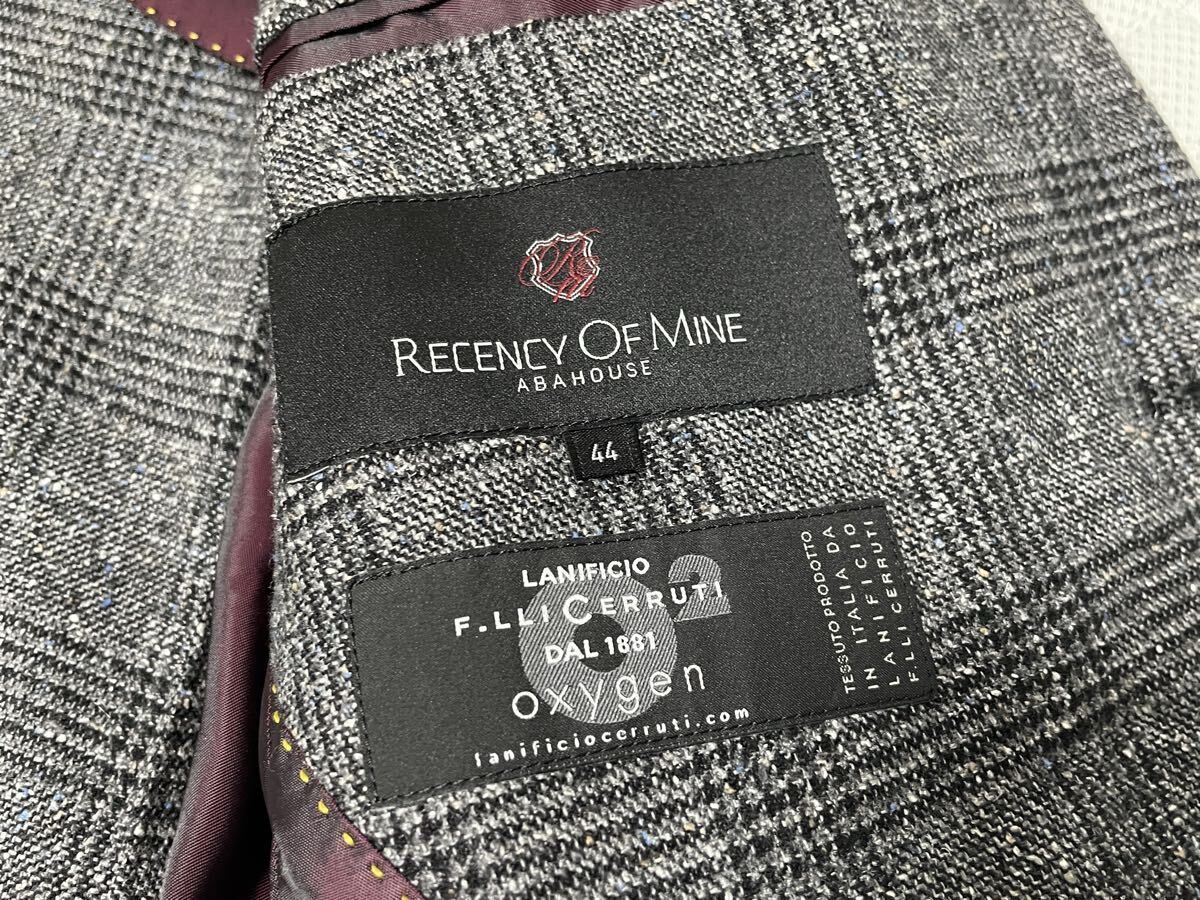 RECENCY OF MINE
ABAHOUSE
44
LANIFICIO
F.LLI CERRUTI
DAL 1881
O2
oxygen
lanificiocerruti.com
TESSUTO PRODOTTO
IN ITALIA DA
LANIFICIO
F.LLI CERRUTI